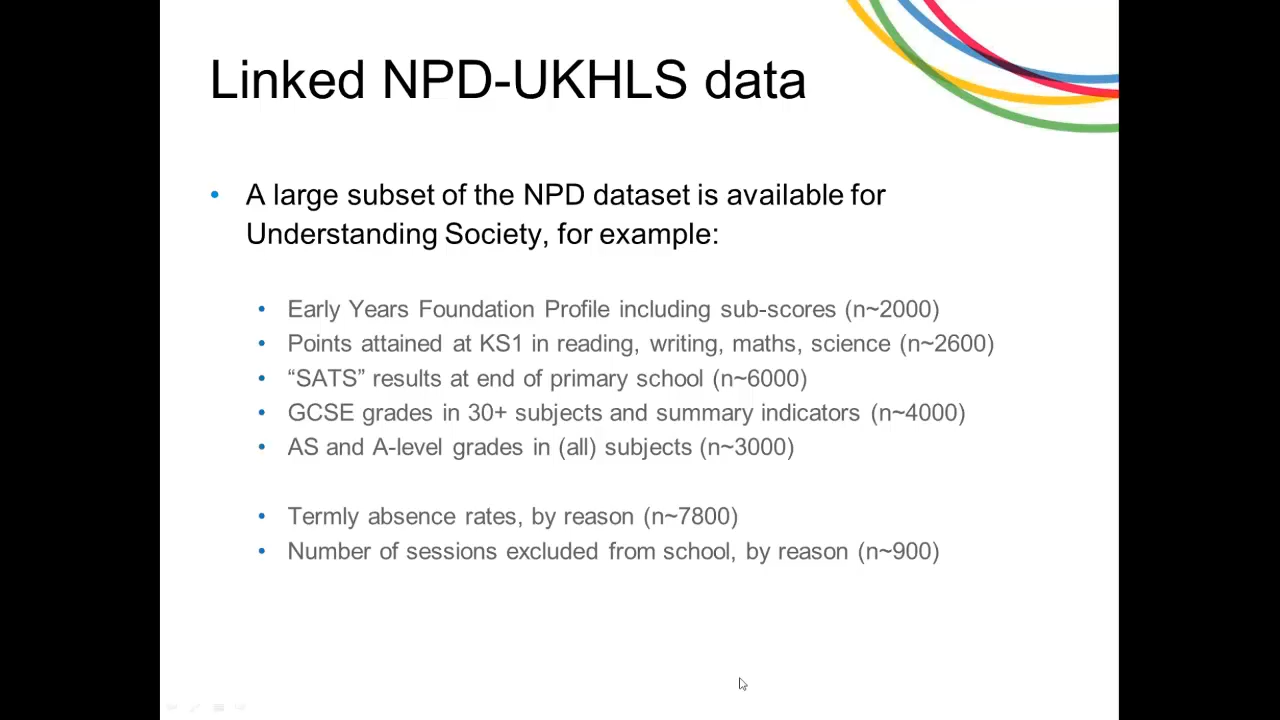 Linked NPD-UKHLS data
• A large subset of the NPD dataset is available for
Understanding Society, for example:
• Early Years Foundation Profile including sub-scores (n~2000)
• Points attained at KS1 in reading, writing, maths, science (n~2600)
• “SATS” results at end of primary school (n~6000)
• GCSE grades in 30+ subjects and summary indicators (n~4000)
• AS and A-level grades in (all) subjects (n~3000)
• Termly absence rates, by reason (n~7800)
• Number of sessions excluded from school, by reason (n~900)